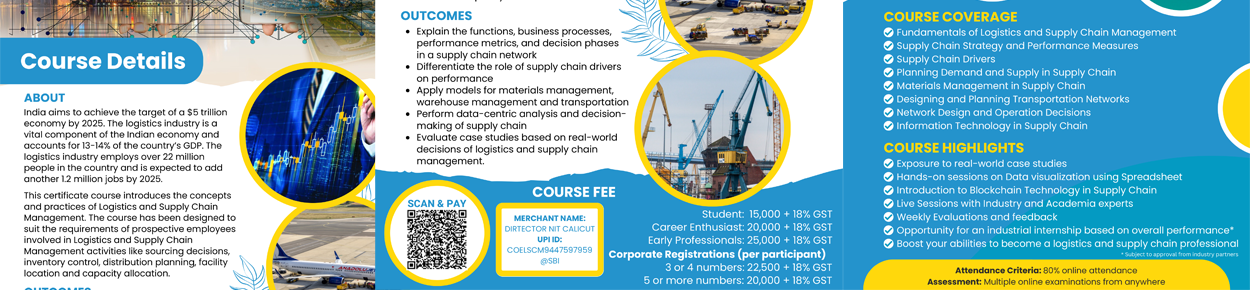 Course Details
ABOUT
India aims to achieve the target of a $5 trillion
economy by 2025. The logistics industry is a
vital component of the Indian economy and
accounts for 13-14% of the country's GDP. The
logistics industry employs over 22 million
people in the country and is expected to add
another 1.2 million jobs by 2025.
This certificate course introduces the concepts
and practices of Logistics and Supply Chain
Management. The course has been designed to
suit the requirements of prospective employees
involved in Logistics and Supply Chain
Management activities like sourcing decisions,
inventory control, distribution planning, facility
location and capacity allocation.
OUTCOMES
Explain the functions, business processes,
performance metrics, and decision phases
in a supply chain network
Differentiate the role of supply chain drivers
on performance
Apply models for materials management,
warehouse management and transportation
Perform data-centric analysis and decision-
making of supply chain
Evaluate case studies based on real-world
decisions of logistics and supply chain
management.
COURSE FEE
SCAN & PAY
MERCHANT NAME:
DIRTECTOR NIT CALICUT
UPI ID:
COELSCM9447597959
@SBI
Student: 15,000 + 18% GST
Career Enthusiast: 20,000 + 18% GST
Early Professionals: 25,000 + 18% GST
Corporate Registrations (per participant)
3 or 4 numbers: 22,500 + 18% GST
5 or more numbers: 20,000 + 18% GST
COURSE COVERAGE
Fundamentals of Logistics and Supply Chain Management
Supply Chain Strategy and Performance Measures
Supply Chain Drivers
Planning Demand and Supply in Supply Chain
Materials Management in Supply Chain
Designing and Planning Transportation Networks
Network Design and Operation Decisions
Information Technology in Supply Chain
COURSE HIGHLIGHTS
Exposure to real-world case studies
Hands-on sessions on Data visualization using Spreadsheet
Introduction to Blockchain Technology in Supply Chain
Live Sessions with Industry and Academia experts
Weekly Evaluations and feedback
Opportunity for an industrial internship based on overall performance*
Boost your abilities to become a logistics and supply chain professional
* Subject to approval from industry partners
Attendance Criteria: 80% online attendance
Assessment: Multiple online examinations from anywhere